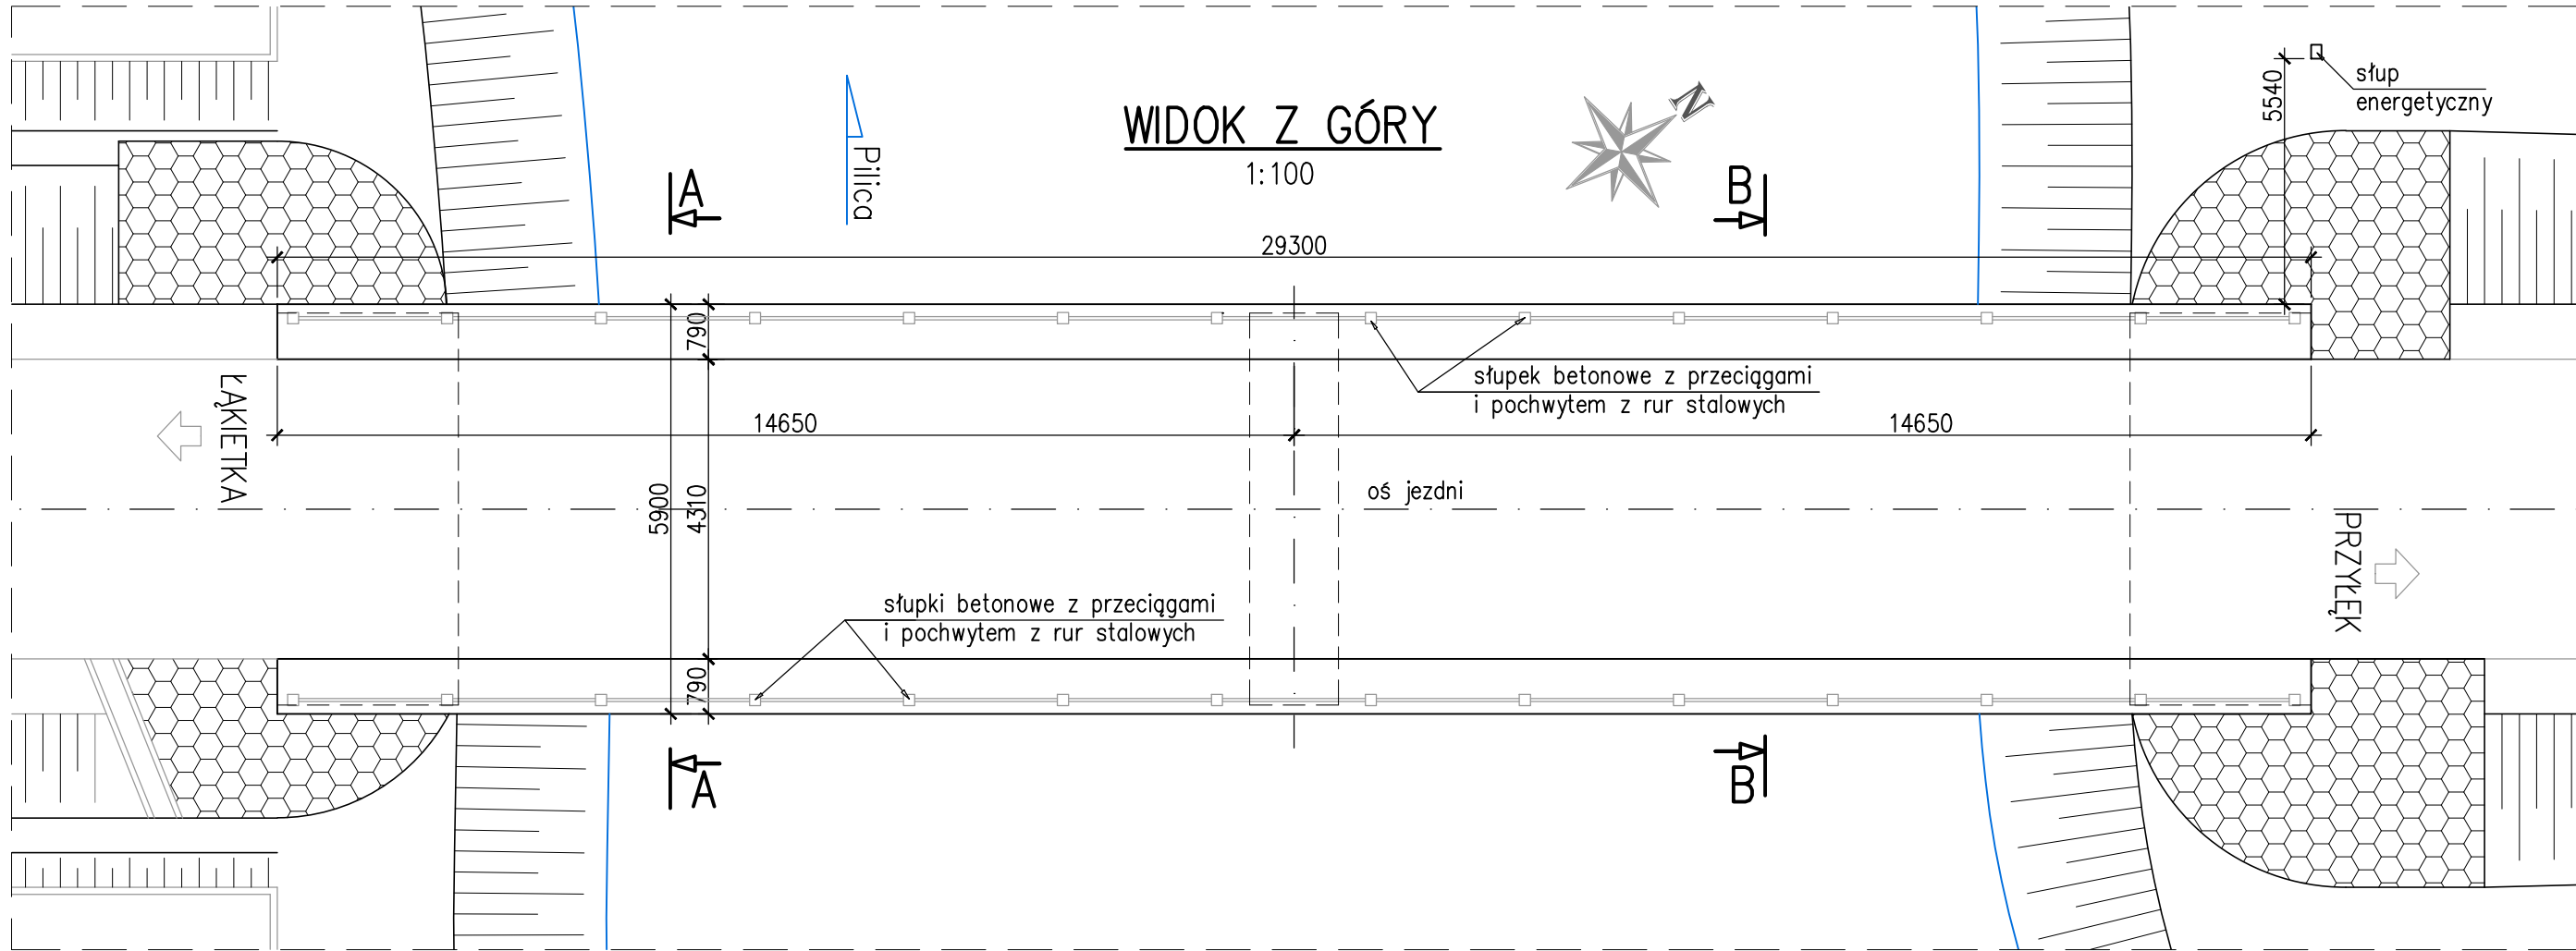 WIDOK Z GÓRY
1:100
N
słup
energetyczny
5540
Pilica
A
B
29300
790
słupek betonowe z przeciągami
i pochwytem z rur stalowych
ŁĄKIETKA
14650
14650
5900
4310
oś jezdni
PRZYŁĘK
słupki betonowe z przeciągami
i pochwytem z rur stalowych
790
A
B